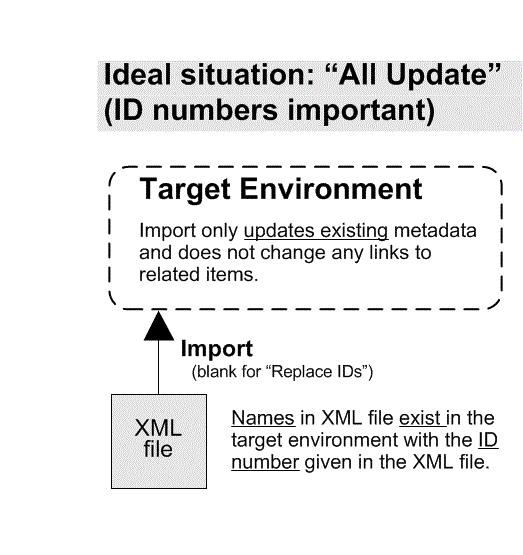 Ideal situation: “All Update”
(ID numbers important)
Target Environment
Import only updates existing metadata
and does not change any links to
related items.
Import
(blank for “Replace IDs”)
XML
file
Names in XML file exist in the
target environment with the ID
number given in the XML file.